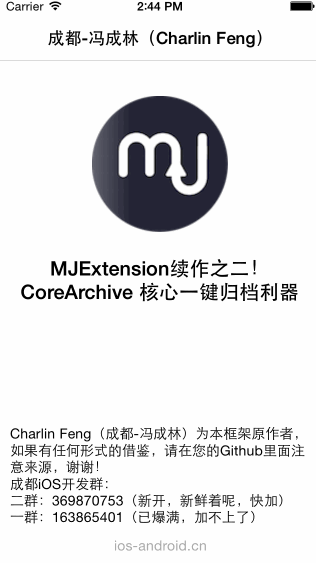 Carrier 2:44 PM
成都-冯成林（Charlin Feng）
MJ
MJExtension续作之二！
CoreArchive 核心一键归档利器
Charlin Feng（成都-冯成林）为本框架原作者，
如果有任何形式的借鉴，请在您的Github里面注
意来源，谢谢！
成都iOS开发群：
二群：369870753（新开，新鲜着呢，快加）
一群：163865401（已爆满，加不上了）
ios-android.cn